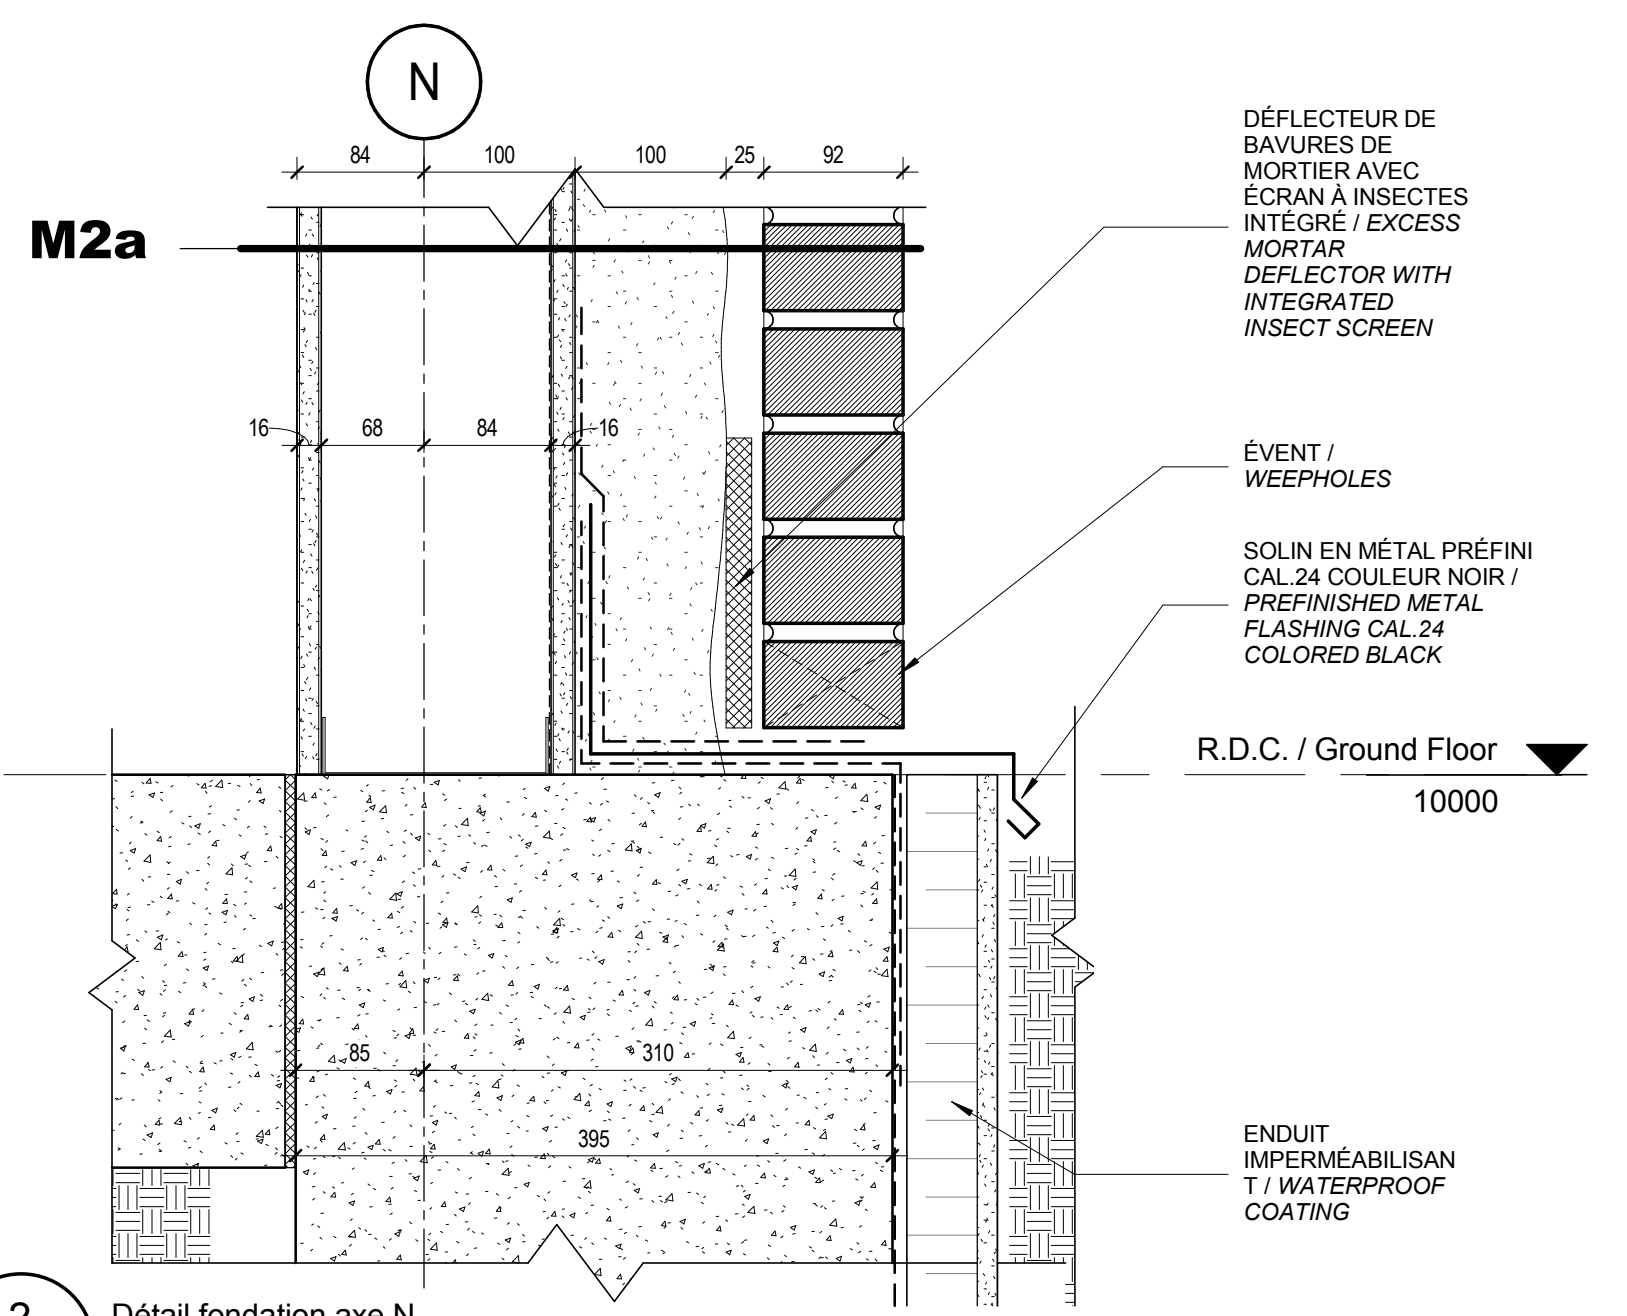 N
84
100
100
25
92
M2a
DÉFLECTEUR DE
BAVURES DE
MORTIER AVEC
ÉCRAN À INSECTES
INTÉGRÉ / EXCESS
MORTAR
DEFLECTOR WITH
INTEGRATED
INSECT SCREEN
16
68
84
16
ÉVENT /
WEEPHOLES
SOLIN EN MÉTAL PRÉFINI
CAL.24 COULEUR NOIR /
PREFINISHED METAL
FLASHING CAL.24
COLORED BLACK
R.D.C. / Ground Floor
10000
85
310
395
ENDUIT
IMPERMÉABILISAN
T / WATERPROOF
COATING
2
Détail fondation axe N